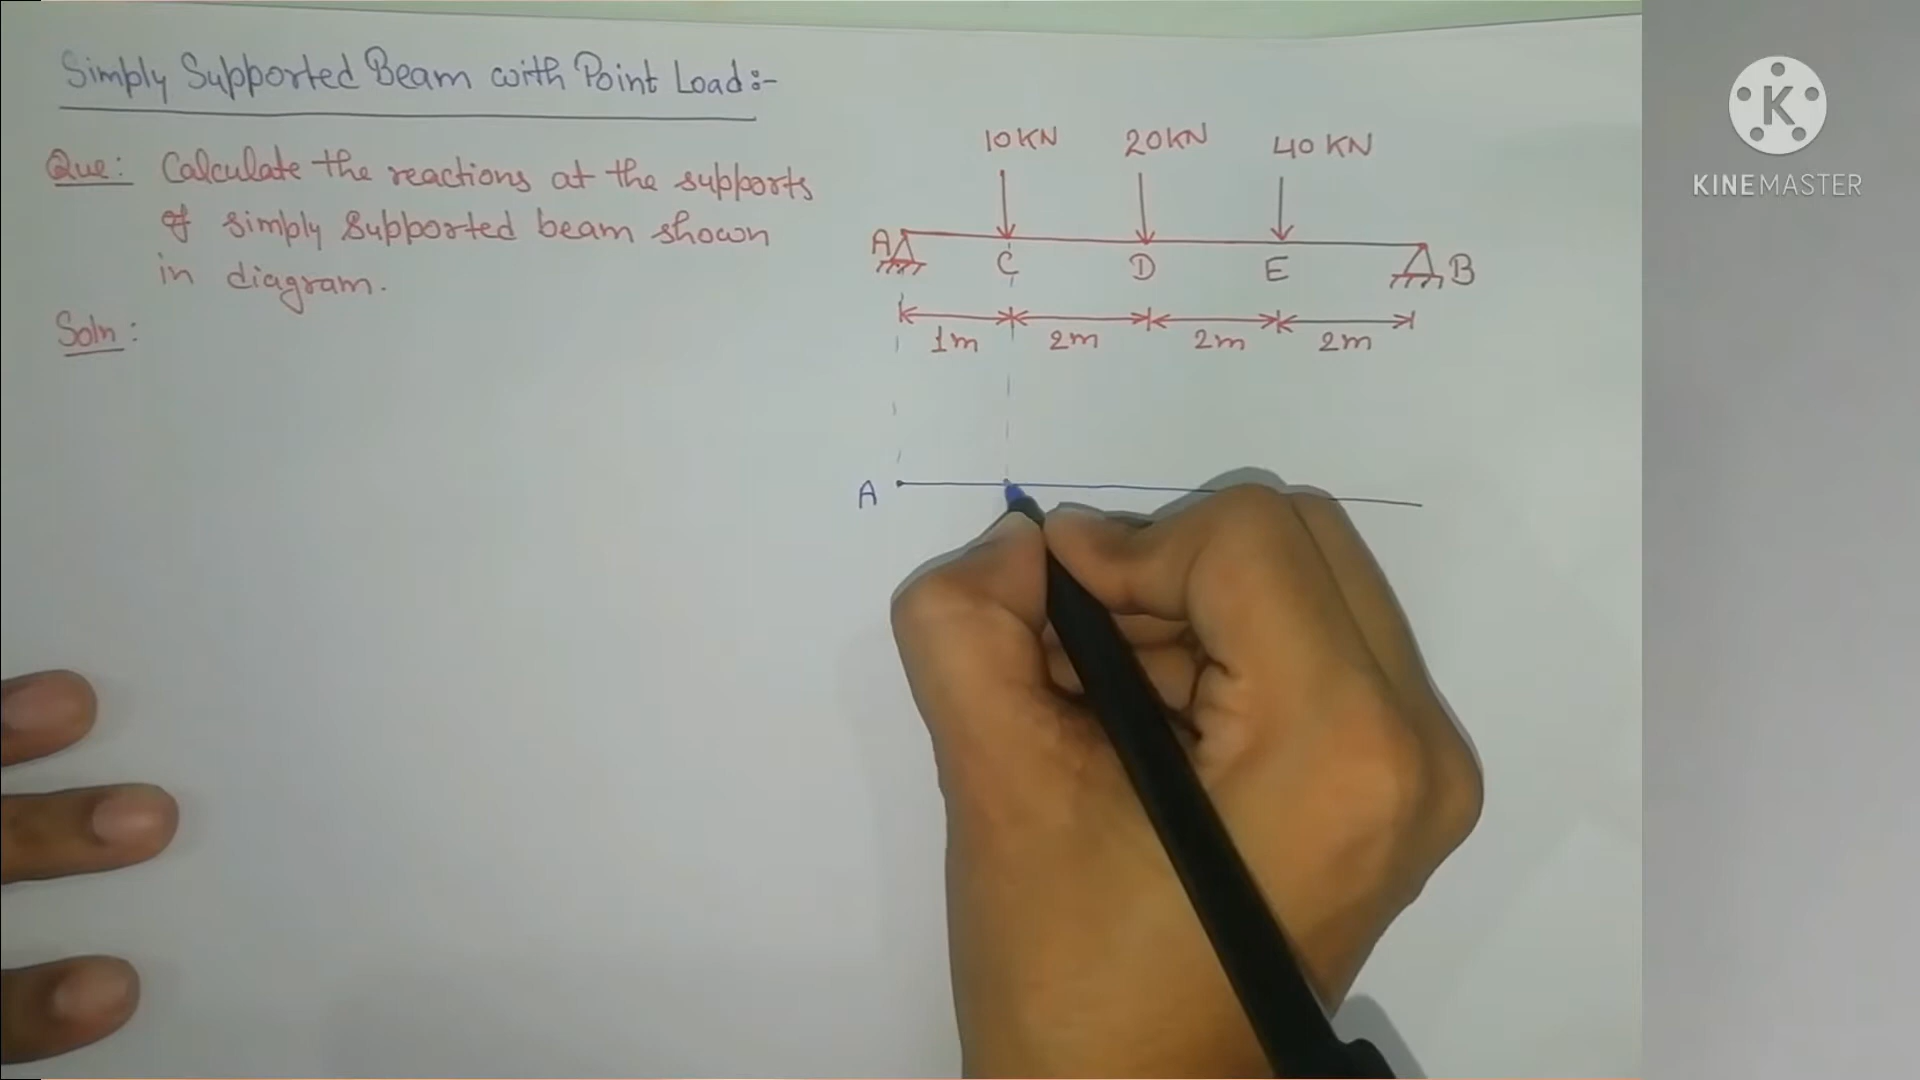 Simply Supported Beam with Point Load:-
Que: Calculate the reactions at the supports
of simply supported beam shown
in diagram.
Soln:
10KN 20KN 40 KN
A C D E B
1m 2m 2m 2m
A
K
KINEMASTER